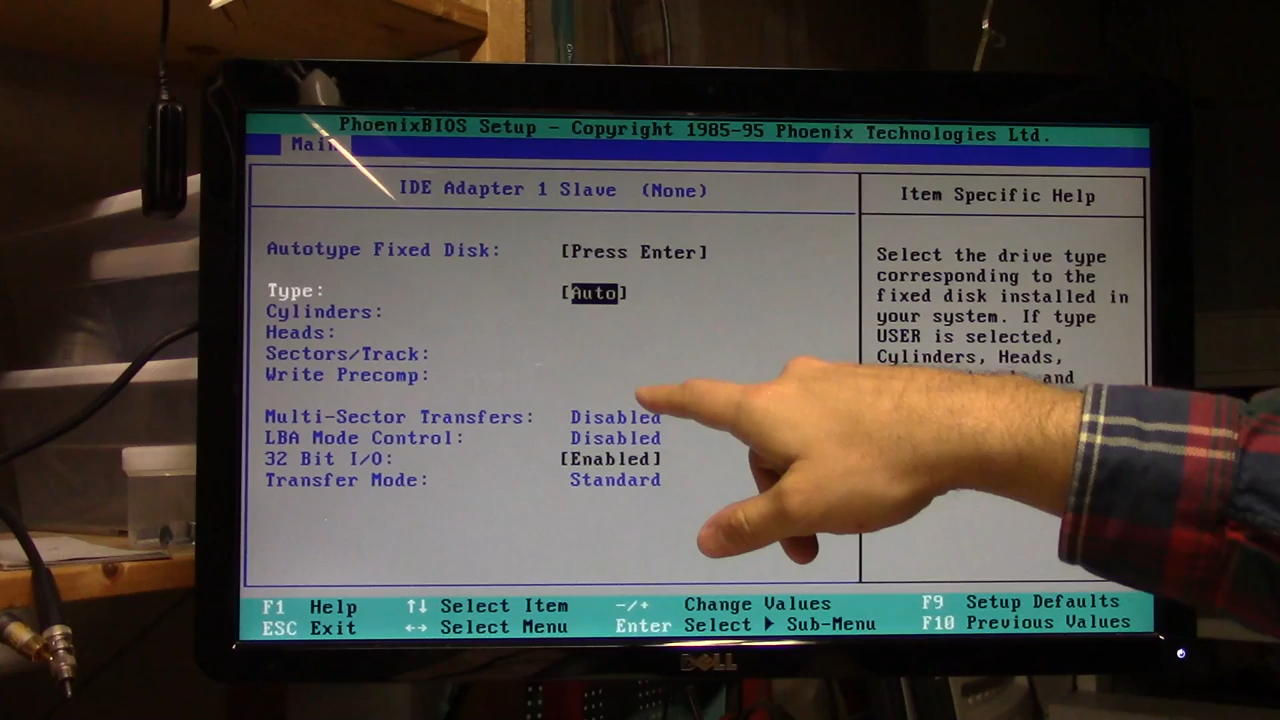 PhoenixBIOS Setup - Copyright 1985-95 Phoenix Technologies Ltd.
Main
IDE Adapter 1 Slave (None)
Autotype Fixed Disk: [Press Enter]
Type: [Auto]
Cylinders:
Heads:
Sectors/Track:
Write Precomp:
Multi-Sector Transfers: Disabled
LBA Mode Control: Disabled
32 Bit I/O: [Enabled]
Transfer Mode: Standard
Item Specific Help
Select the drive type
corresponding to the
fixed disk installed in
your system. If type
USER is selected,
Cylinders, Heads,
and
F1 Help ↑↓ Select Item -/+ Change Values F9 Setup Defaults
ESC Exit ←→ Select Menu Enter Select ▶ Sub-Menu F10 Previous Values
DELL